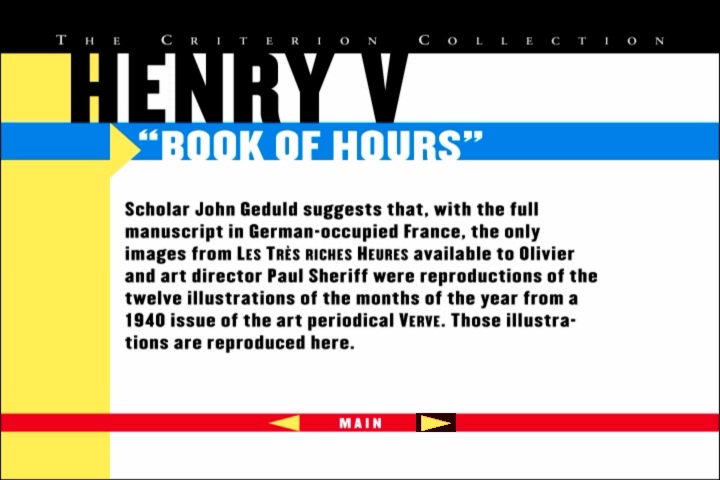 THE CRITERION COLLECTION
HENRY V
“BOOK OF HOURS”
Scholar John Geduld suggests that, with the full
manuscript in German-occupied France, the only
images from LES TRÈS RICHES HEURES available to Olivier
and art director Paul Sheriff were reproductions of the
twelve illustrations of the months of the year from a
1940 issue of the art periodical VERVE. Those illustra-
tions are reproduced here.
MAIN